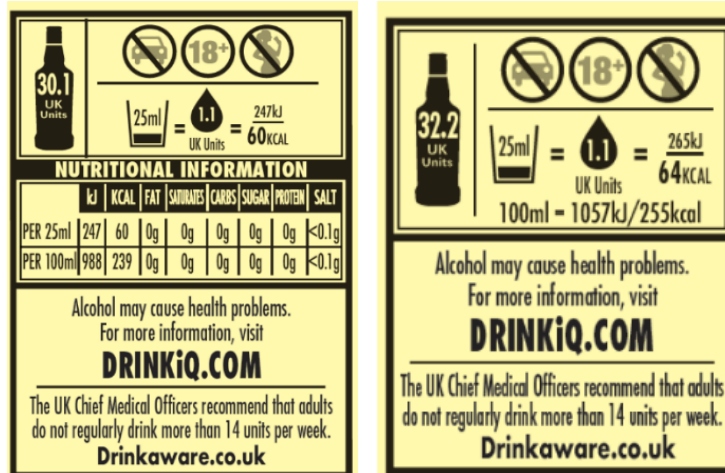 30.1
UK
Units
18+
25ml = 1.1 = 247kJ
UK Units 60KCAL
NUTRITIONAL INFORMATION
kJ KCAL FAT SATURATES CARBS SUGAR PROTEIN SALT
PER 25ml 247 60 0g 0g 0g 0g 0g <0.1g
PER 100ml 988 239 0g 0g 0g 0g 0g <0.1g
Alcohol may cause health problems.
For more information, visit
DRINKiQ.COM
The UK Chief Medical Officers recommend that adults
do not regularly drink more than 14 units per week.
Drinkaware.co.uk
32.2
UK
Units
18+
25ml = 1.1 = 265kJ
UK Units 64KCAL
100ml = 1057kJ/255kcal
Alcohol may cause health problems.
For more information, visit
DRINKiQ.COM
The UK Chief Medical Officers recommend that adults
do not regularly drink more than 14 units per week.
Drinkaware.co.uk